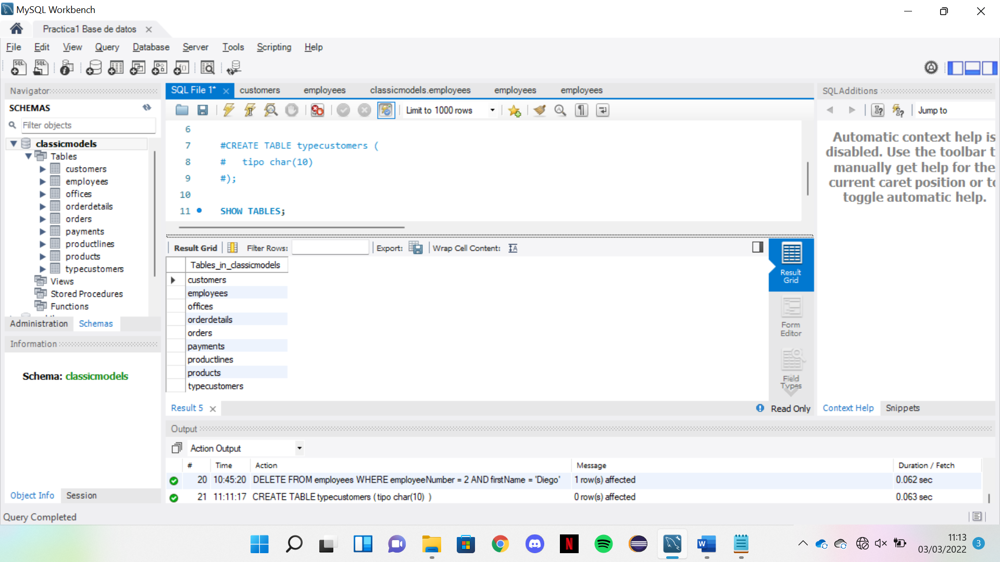 MySQL Workbench
Practica1 Base de datos
File Edit View Query Database Server Tools Scripting Help
Navigator
SCHEMAS
Filter objects
classicmodels
Tables
customers
employees
offices
orderdetails
orders
payments
productlines
products
typecustomers
Views
Stored Procedures
Functions
Administration Schemas
Information
Schema: classicmodels
Object Info Session
Query Completed
SQL File 1* customers employees classicmodels.employees employees employees
Limit to 1000 rows
6
7 #CREATE TABLE typecustomers (
8 # tipo char(10)
9 #);
10
11 SHOW TABLES;
Result Grid Filter Rows: Export: Wrap Cell Content:
Tables_in_classicmodels
customers
employees
offices
orderdetails
orders
payments
productlines
products
typecustomers
Result
Grid
Form
Editor
Field
Types
Result 5
Read Only
SQLAdditions
Jump to
Automatic context help is
disabled. Use the toolbar t
manually get help for the
current caret position or to
toggle automatic help.
Context Help Snippets
Output
Action Output
# Time Action Message Duration / Fetch
20 10:45:20 DELETE FROM employees WHERE employeeNumber = 2 AND firstName = 'Diego' 1 row(s) affected 0.062 sec
21 11:11:17 CREATE TABLE typecustomers ( tipo char(10) ) 0 row(s) affected 0.063 sec
11:13
03/03/2022
3